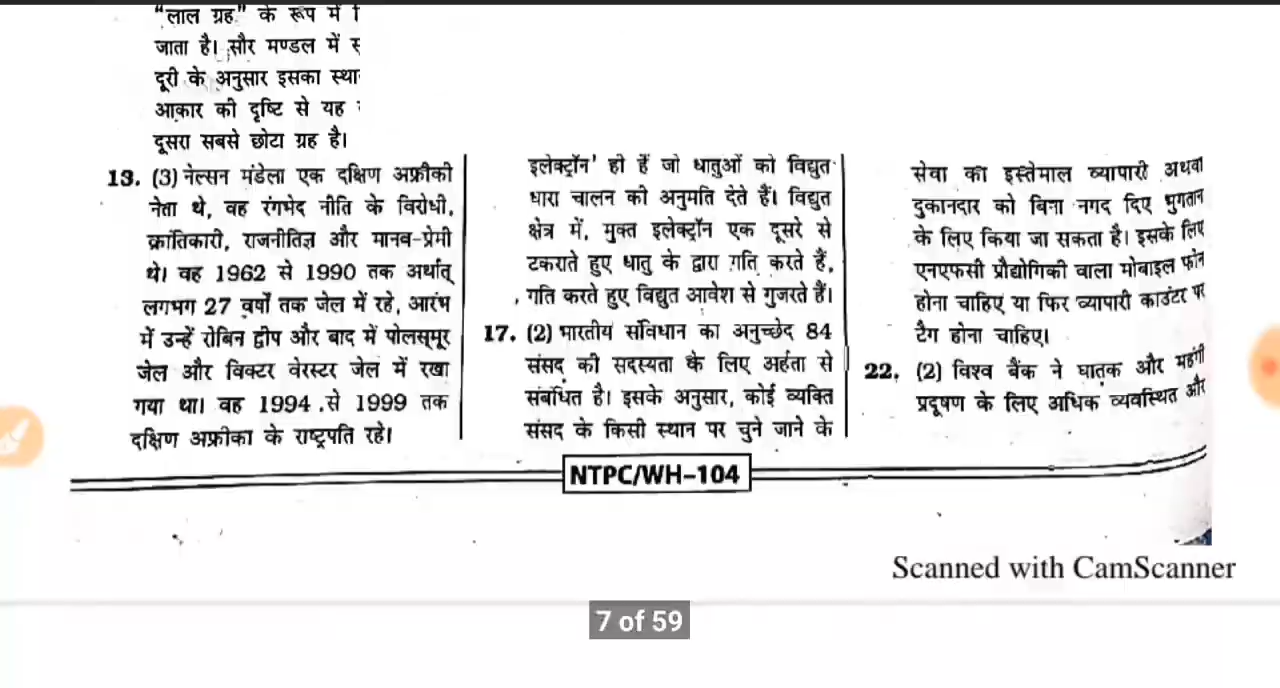 "लाल ग्रह" के रूप में
जाता है। सौर मण्डल में
दूरी के अनुसार इसका
आकार की दृष्टि से यह
दूसरा सबसे छोटा ग्रह है।
13. (3) नेल्सन मंडेला एक दक्षिण अफ्रीकी
नेता थे, वह रंगभेद नीति के विरोधी,
क्रांतिकारी, राजनीतिज्ञ और मानव-प्रेमी
थे। वह 1962 से 1990 तक अर्थात्
लगभग 27 वर्षों तक जेल में रहे, आरंभ
में उन्हें रोबिन द्वीप और बाद में पोलस्मूर
जेल और विक्टर वेरस्टर जेल में रखा
गया था। वह 1994 से 1999 तक
दक्षिण अफ्रीका के राष्ट्रपति रहे।
इलेक्ट्रॉन' ही हैं जो धातुओं को विद्युत
धारा चालन की अनुमति देते हैं। विद्युत
क्षेत्र में, मुक्त इलेक्ट्रॉन एक दूसरे से
टकराते हुए धातु के द्वारा गति करते हैं,
गति करते हुए विद्युत आवेश से गुजरते हैं।
17. (2) भारतीय संविधान का अनुच्छेद 84
संसद की सदस्यता के लिए अर्हता से
संबंधित है। इसके अनुसार, कोई व्यक्ति
संसद के किसी स्थान पर चुने जाने के
सेवा का इस्तेमाल व्यापारी अथवा
दुकानदार को बिना नगद दिए भुगतान
के लिए किया जा सकता है। इसके लिए
एनएफसी प्रौद्योगिकी वाला मोबाइल फोन
होना चाहिए या फिर व्यापारी काउंटर पर
टैग होना चाहिए।
22. (2) विश्व बैंक ने घातक और महंगी
प्रदूषण के लिए अधिक व्यवस्थित और
NTPC/WH-104
Scanned with CamScanner
7 of 59